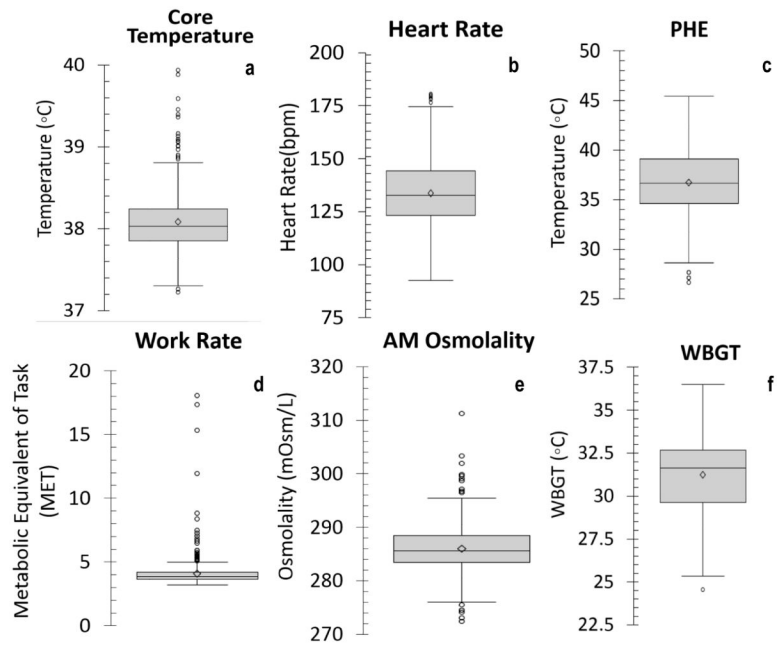 Core
Temperature
a
Temperature (○C)
40
39
38
37
Heart Rate
b
Heart Rate(bpm)
200
175
150
125
100
75
PHE
c
Temperature (○C)
50
45
40
35
30
25
Work Rate
d
Metabolic Equivalent of Task
(MET)
20
15
10
5
0
AM Osmolality
e
Osmolality (mOsm/L)
320
310
300
290
280
270
WBGT
f
WBGT (○C)
37.5
35
32.5
30
27.5
25
22.5